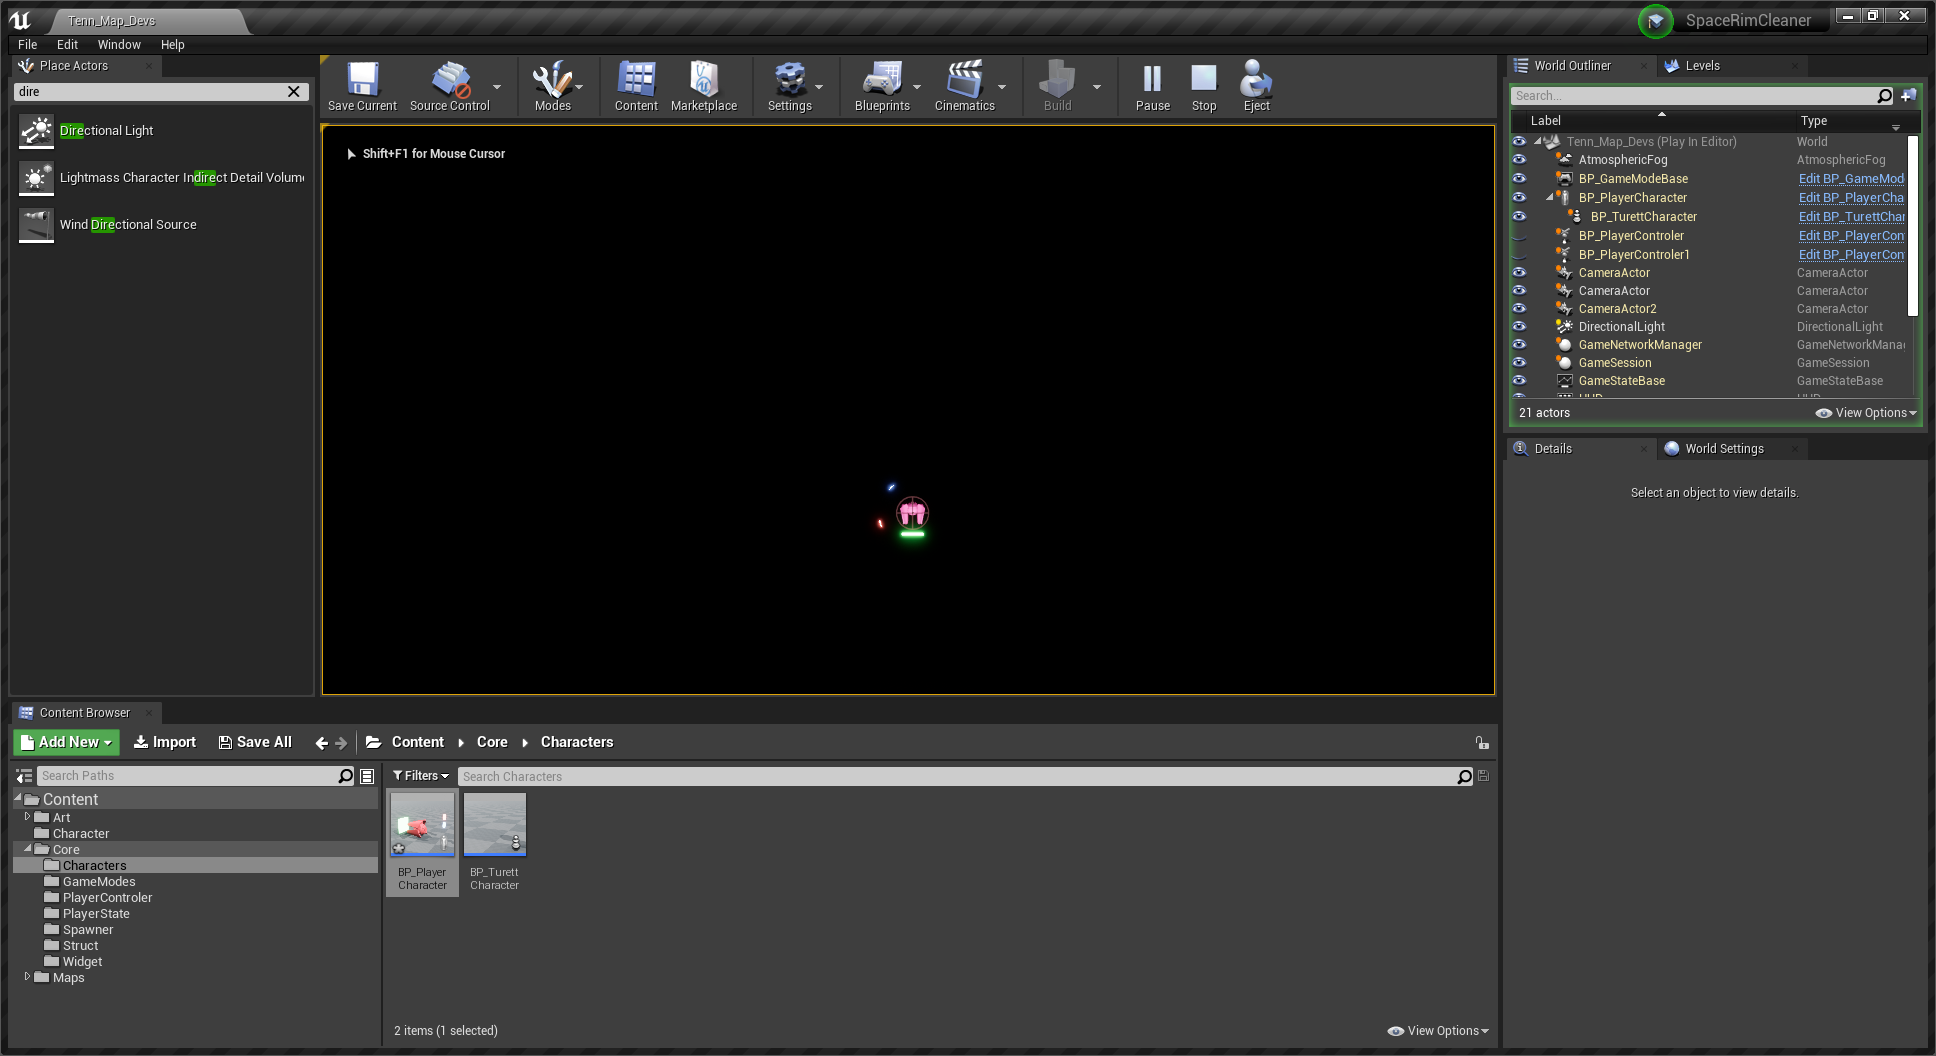 Tenn_Map_Devs
SpaceRimCleaner
File Edit Window Help
Place Actors
dire
Directional Light
Lightmass Character Indirect Detail Volume
Wind Directional Source
Save Current
Source Control
Modes
Content
Marketplace
Settings
Blueprints
Cinematics
Build
Pause
Stop
Eject
Shift+F1 for Mouse Cursor
World Outliner
Levels
Search...
Label Type
Tenn_Map_Devs (Play In Editor) World
AtmosphericFog AtmosphericFog
BP_GameModeBase Edit BP_GameMod
BP_PlayerCharacter Edit BP_PlayerCha
BP_TurettCharacter Edit BP_TurettChar
BP_PlayerControler Edit BP_PlayerCon
BP_PlayerControler1 Edit BP_PlayerCon
CameraActor CameraActor
CameraActor CameraActor
CameraActor2 CameraActor
DirectionalLight DirectionalLight
GameNetworkManager GameNetworkManag
GameSession GameSession
GameStateBase GameStateBase
21 actors
View Options
Details
World Settings
Select an object to view details.
Content Browser
Add New Import Save All Content Core Characters
Search Paths
Content
Art
Character
Core
Characters
GameModes
PlayerControler
PlayerState
Spawner
Struct
Widget
Maps
Filters
Search Characters
BP_Player
Character
BP_Turett
Character
2 items (1 selected)
View Options